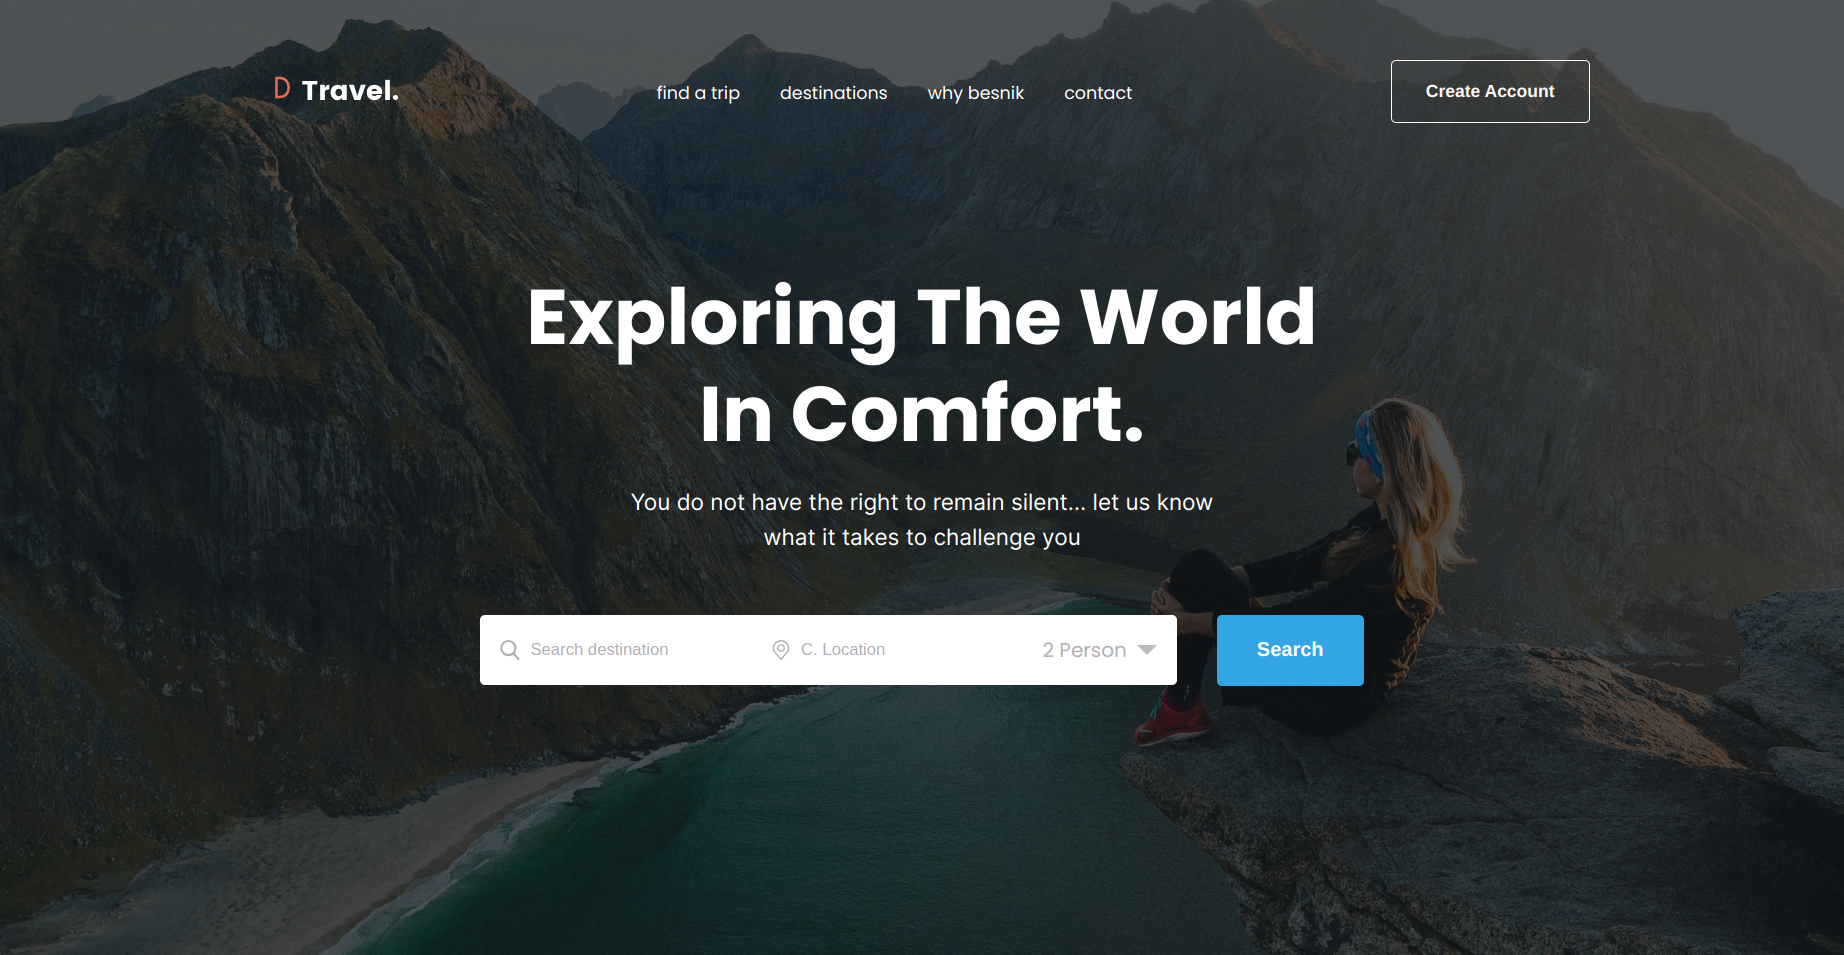 D Travel.
find a trip
destinations
why besnik
contact
Create Account
Exploring The World
In Comfort.
You do not have the right to remain silent... let us know
what it takes to challenge you
Search destination
C. Location
2 Person
Search